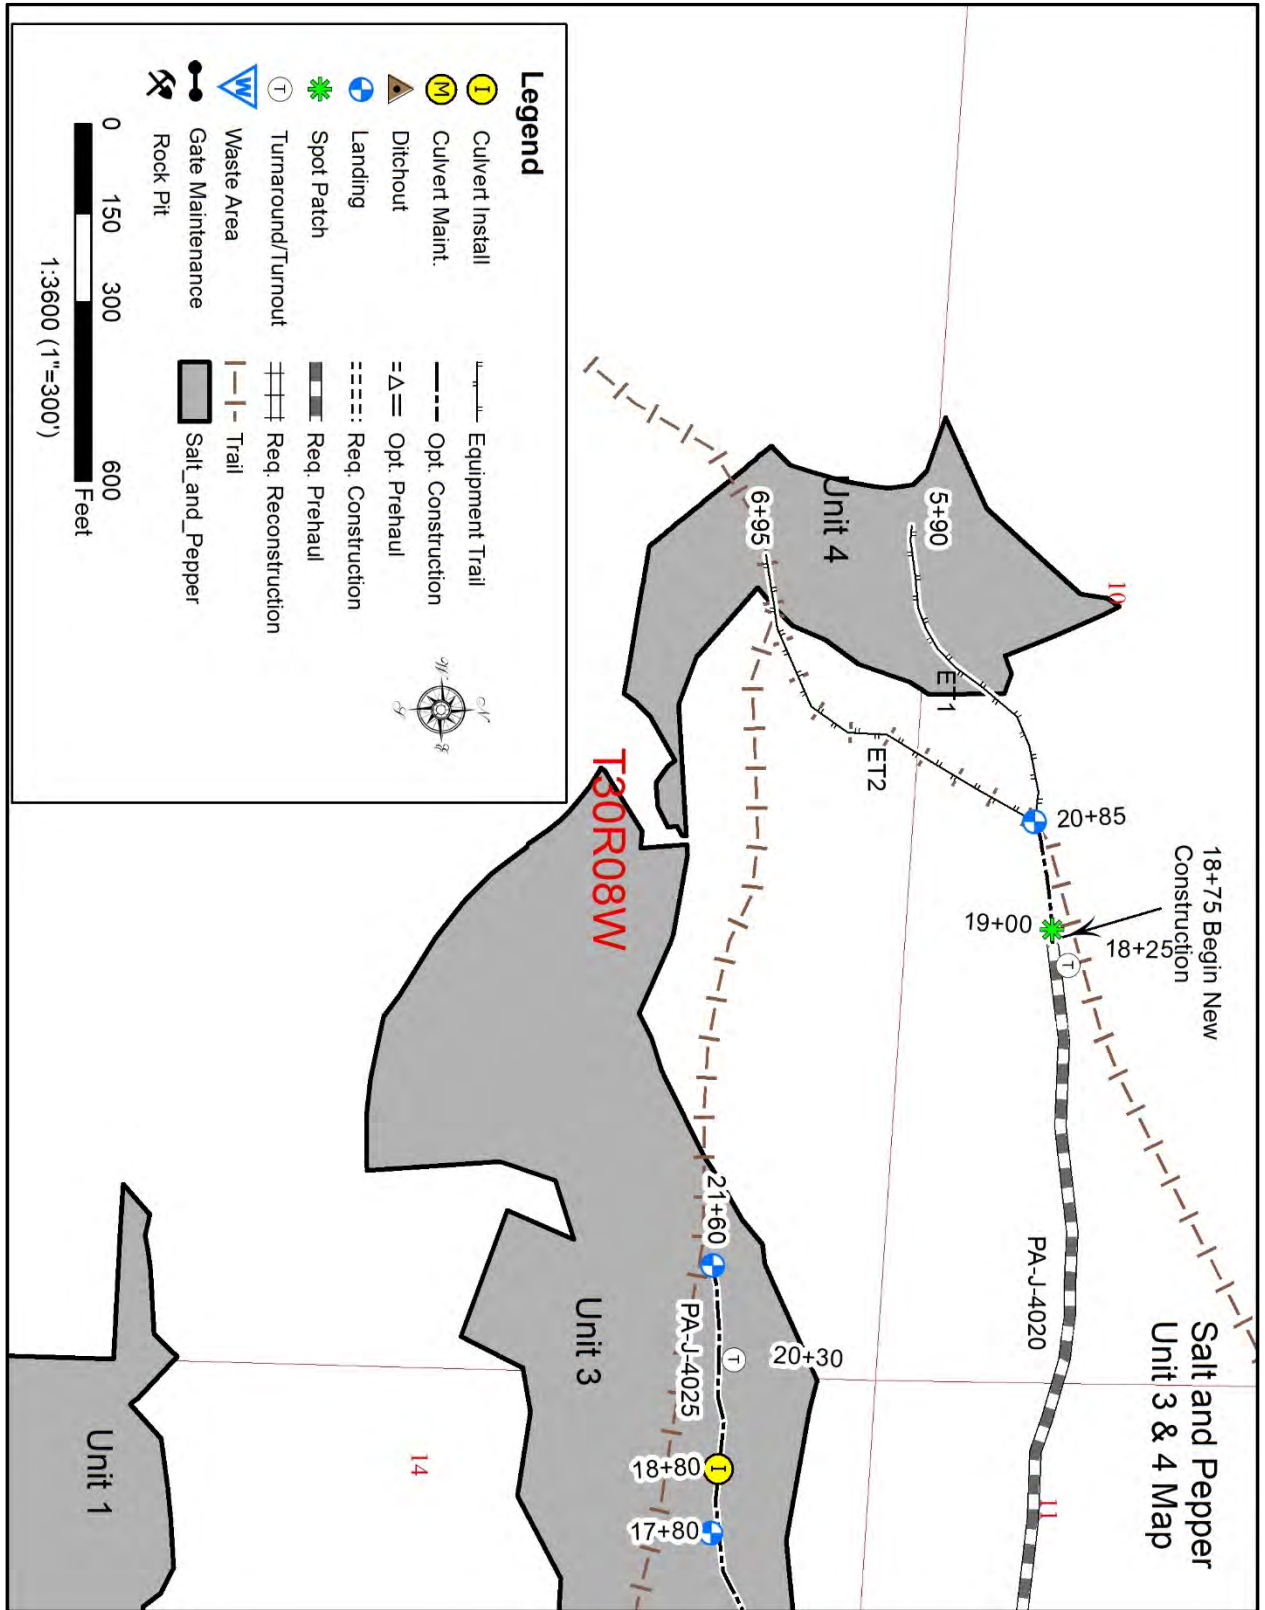 Salt and Pepper
Unit 3 & 4 Map
18+75 Begin New
Construction
10
11
14
18+25
19+00
20+85
5+90
6+95
ET1
ET2
Unit 4
PA-J-4020
T30R08W
21+60
20+30
PA-J-4025
18+80
17+80
T
T
I
Unit 3
Unit 1
Legend
I Culvert Install
M Culvert Maint.
Ditchout
Landing
Spot Patch
T Turnaround/Turnout
W Waste Area
Gate Maintenance
Rock Pit
Equipment Trail
Opt. Construction
Opt. Prehaul
Req. Construction
Req. Prehaul
Req. Reconstruction
Trail
Salt_and_Pepper
N
W
E
S
0 150 300 600
Feet
1:3600 (1"=300')